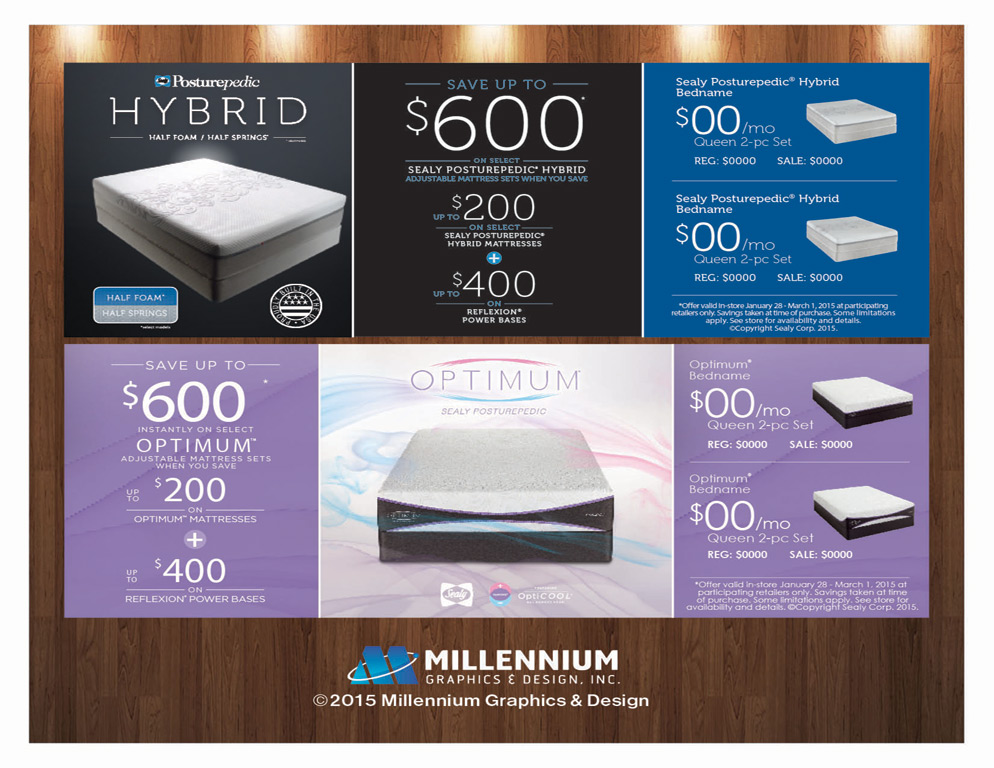 Posturepedic
HYBRID
HALF FOAM / HALF SPRINGS*
HALF FOAM*
HALF SPRINGS
*select models
PROUDLY BUILT IN THE USA
SAVE UP TO
$600*
ON SELECT
SEALY POSTUREPEDIC® HYBRID
ADJUSTABLE MATTRESS SETS WHEN YOU SAVE
UP TO $200
ON SELECT
SEALY POSTUREPEDIC®
HYBRID MATTRESSES
+
UP TO $400
ON
REFLEXION®
POWER BASES
Sealy Posturepedic® Hybrid
Bedname
$00/mo
Queen 2-pc Set
REG: $0000 SALE: $0000
Sealy Posturepedic® Hybrid
Bedname
$00/mo
Queen 2-pc Set
REG: $0000 SALE: $0000
*Offer valid in-store January 28 - March 1, 2015 at participating
retailers only. Savings taken at time of purchase. Some limitations
apply. See store for availability and details.
©Copyright Sealy Corp. 2015.
SAVE UP TO
$600*
INSTANTLY ON SELECT
OPTIMUM™
ADJUSTABLE MATTRESS SETS
WHEN YOU SAVE
UP TO $200
ON
OPTIMUM™ MATTRESSES
+
UP TO $400
ON
REFLEXION® POWER BASES
OPTIMUM™
SEALY POSTUREPEDIC
Sealy
OptiCOOL
Optimum®
Bedname
$00/mo
Queen 2-pc Set
REG: $0000 SALE: $0000
Optimum®
Bedname
$00/mo
Queen 2-pc Set
REG: $0000 SALE: $0000
*Offer valid in-store January 28 - March 1, 2015 at
participating retailers only. Savings taken at time
of purchase. Some limitations apply. See store for
availability and details. ©Copyright Sealy Corp. 2015.
MILLENNIUM
GRAPHICS & DESIGN, INC.
©2015 Millennium Graphics & Design